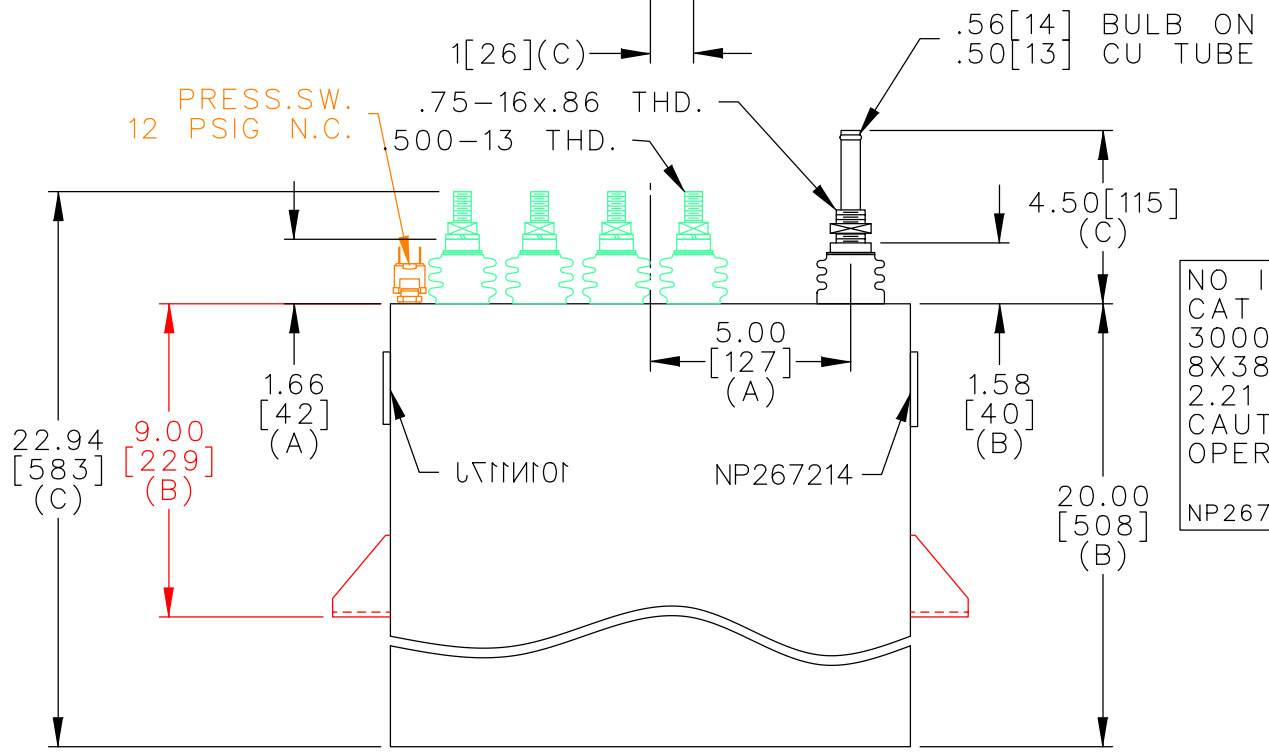 .56[14] BULB ON
.50[13] CU TUBE
1[26](C)
PRESS.SW.
12 PSIG N.C.
.75-16x.86 THD.
.500-13 THD.
4.50[115]
(C)
5.00
[127]
(A)
1.66
[42]
(A)
1.58
[40]
(B)
22.94
[583]
(C)
9.00
[229]
(B)
101N117J
NP267214
20.00
[508]
(B)
NO I
CAT
3000
8X38
2.21
CAUT
OPER
NP267